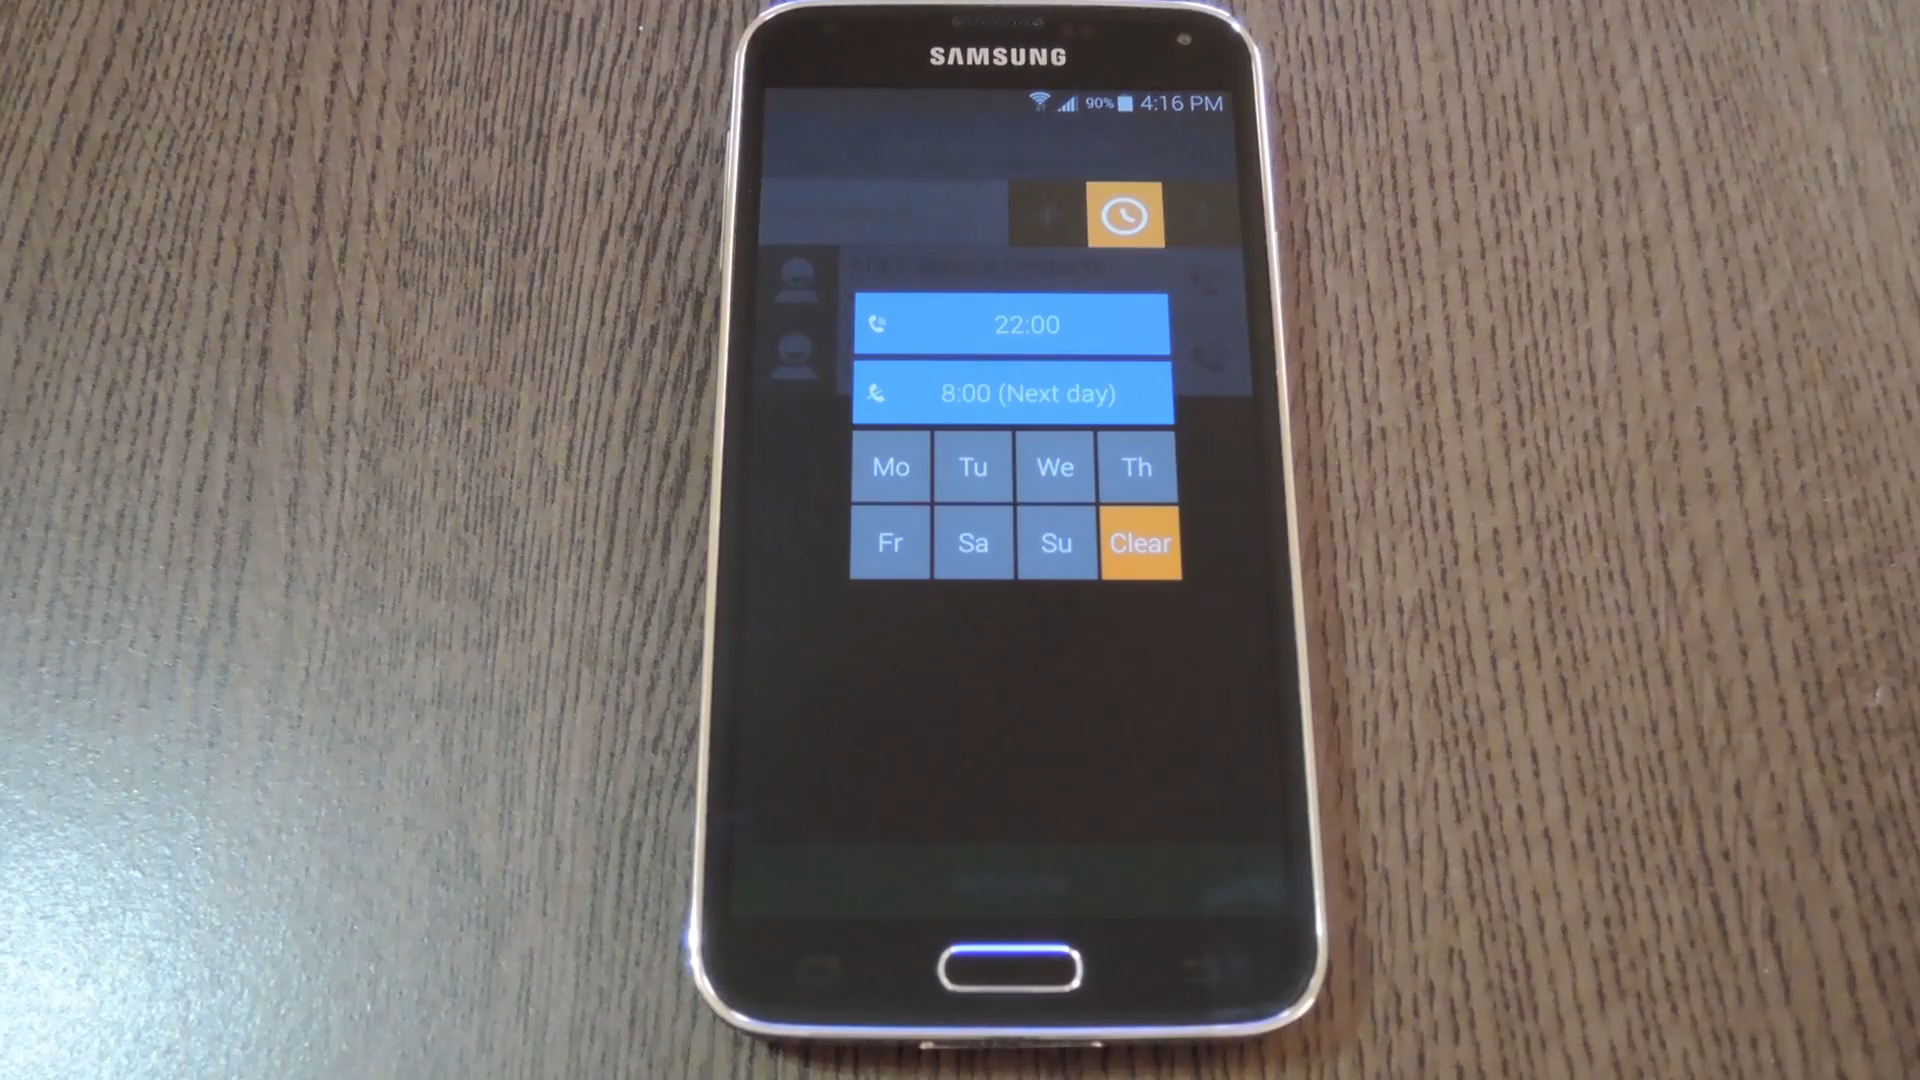 SAMSUNG
90% 4:16 PM
22:00
8:00 (Next day)
Mo Tu We Th
Fr Sa Su Clear